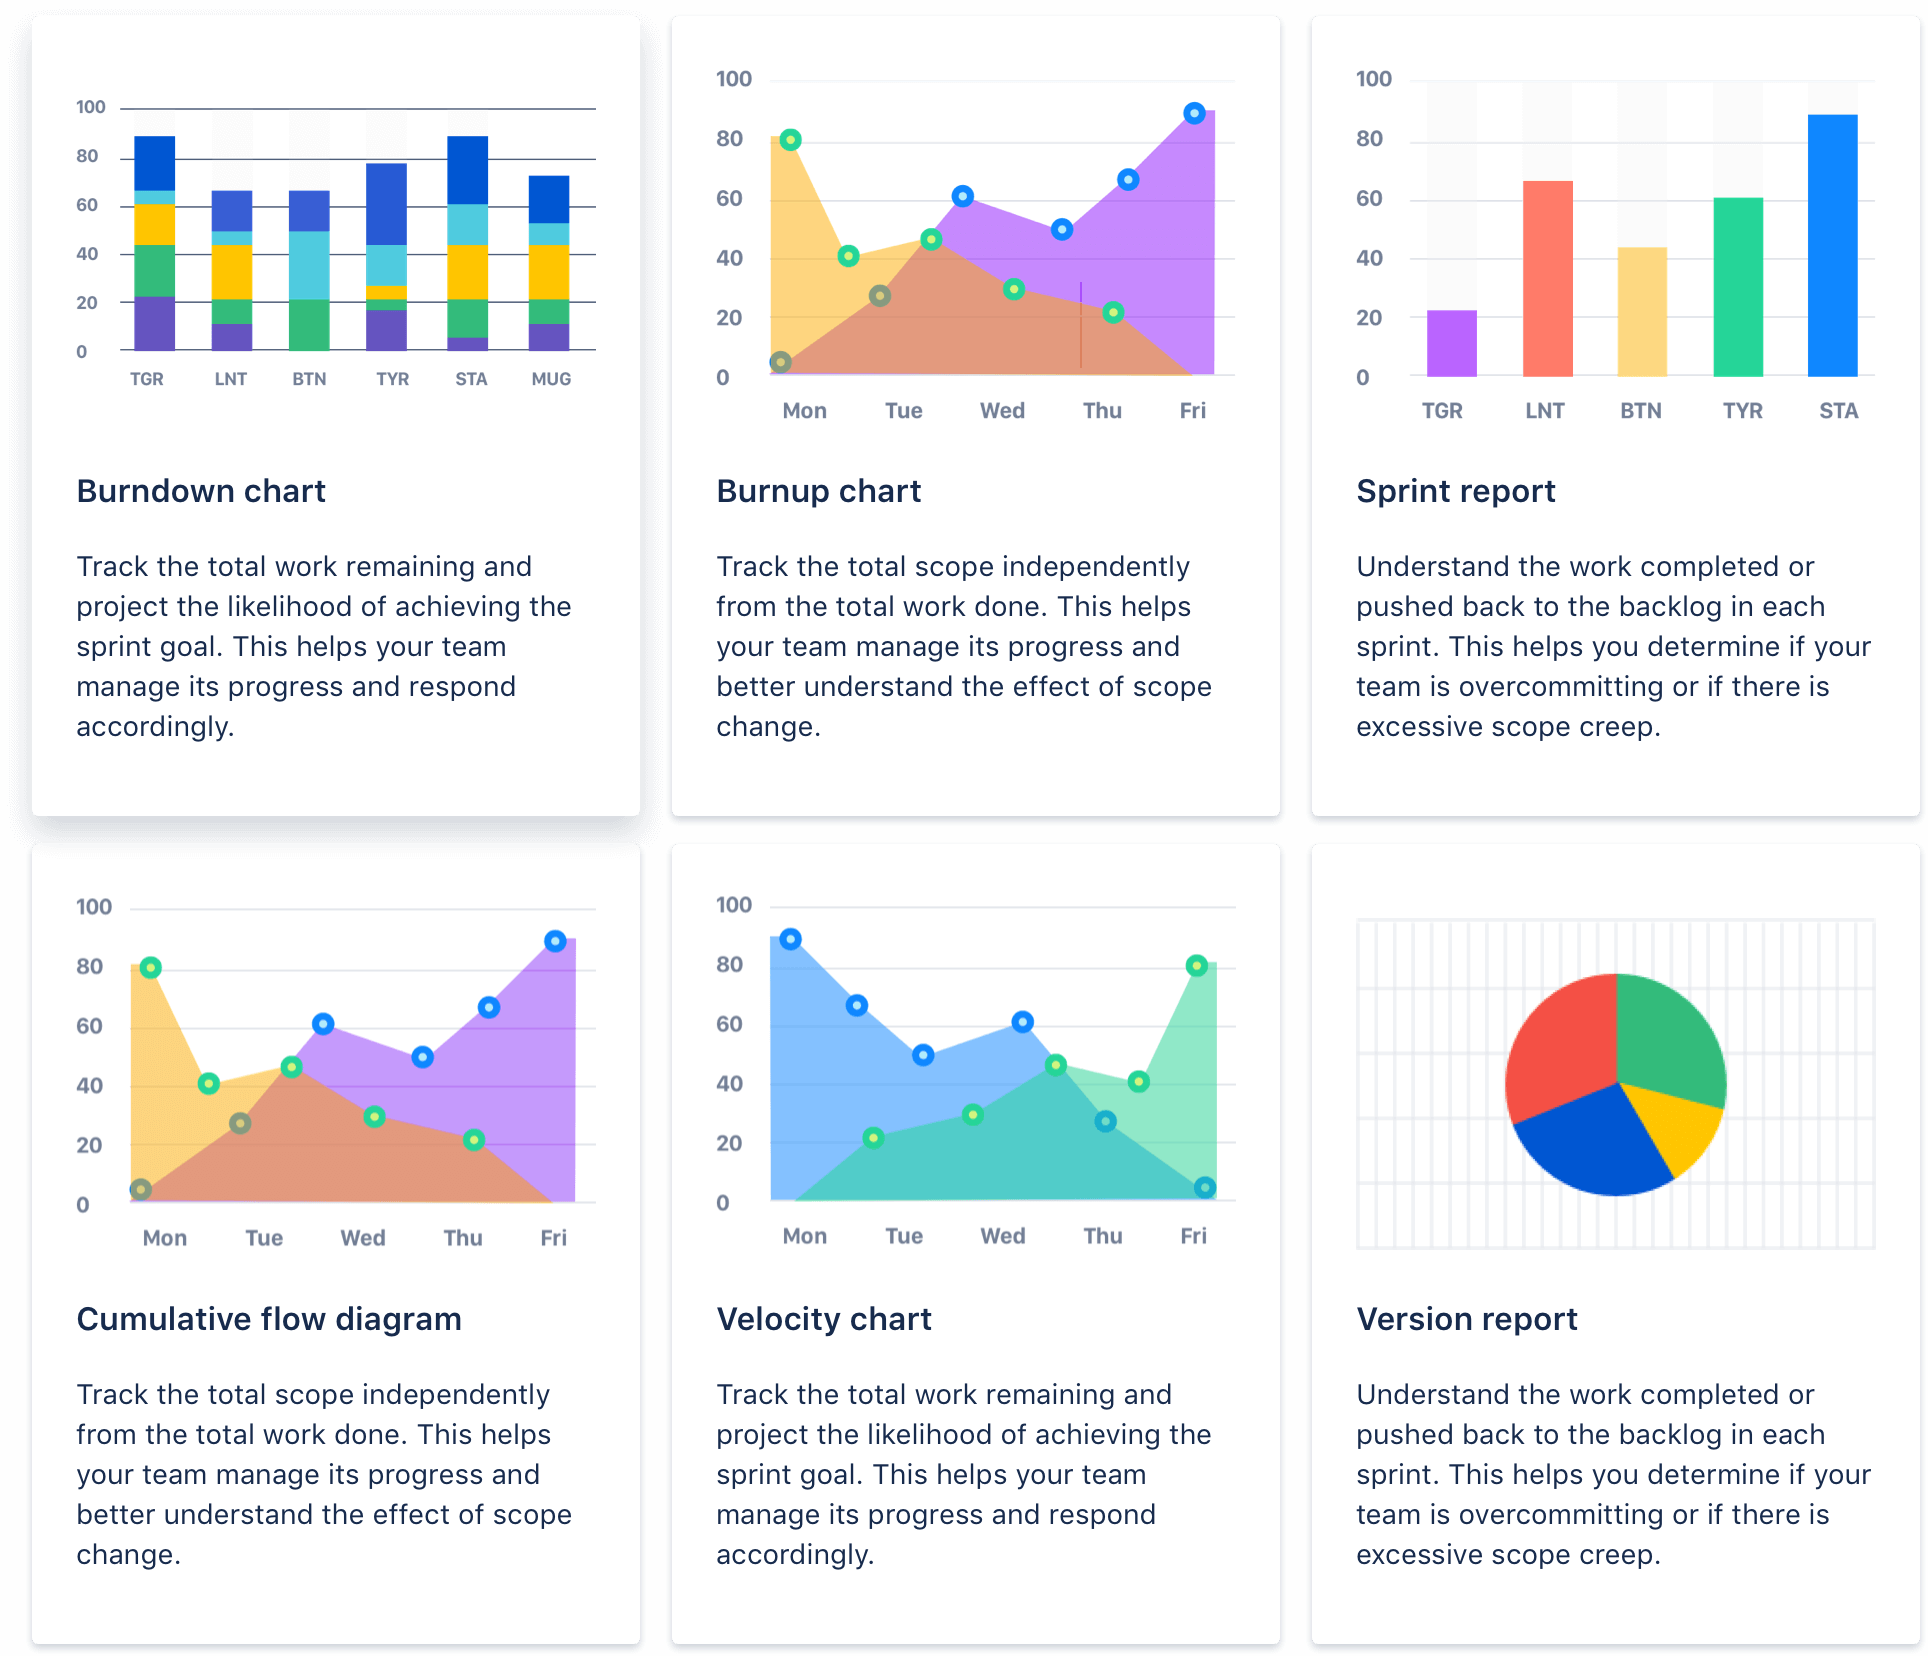 100
80
60
40
20
0
TGR LNT BTN TYR STA MUG
Burndown chart
Track the total work remaining and
project the likelihood of achieving the
sprint goal. This helps your team
manage its progress and respond
accordingly.
100
80
60
40
20
0
Mon Tue Wed Thu Fri
Burnup chart
Track the total scope independently
from the total work done. This helps
your team manage its progress and
better understand the effect of scope
change.
100
80
60
40
20
0
TGR LNT BTN TYR STA
Sprint report
Understand the work completed or
pushed back to the backlog in each
sprint. This helps you determine if your
team is overcommitting or if there is
excessive scope creep.
100
80
60
40
20
0
Mon Tue Wed Thu Fri
Cumulative flow diagram
Track the total scope independently
from the total work done. This helps
your team manage its progress and
better understand the effect of scope
change.
100
80
60
40
20
0
Mon Tue Wed Thu Fri
Velocity chart
Track the total work remaining and
project the likelihood of achieving the
sprint goal. This helps your team
manage its progress and respond
accordingly.
Version report
Understand the work completed or
pushed back to the backlog in each
sprint. This helps you determine if your
team is overcommitting or if there is
excessive scope creep.